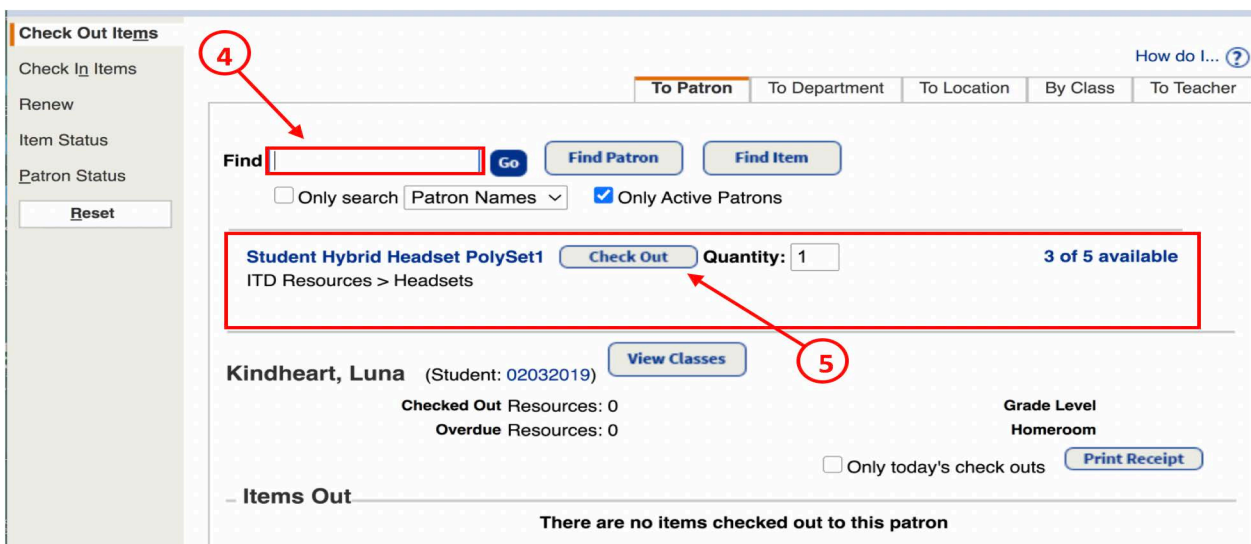 Check Out Items
Check In Items
Renew
Item Status
Patron Status
Reset
4
How do I... ?
To Patron To Department To Location By Class To Teacher
Find Go Find Patron Find Item
Only search Patron Names Only Active Patrons
Student Hybrid Headset PolySet1 Check Out Quantity: 1 3 of 5 available
ITD Resources > Headsets
5
Kindheart, Luna (Student: 02032019) View Classes
Checked Out Resources: 0 Grade Level
Overdue Resources: 0 Homeroom
Only today's check outs Print Receipt
Items Out
There are no items checked out to this patron